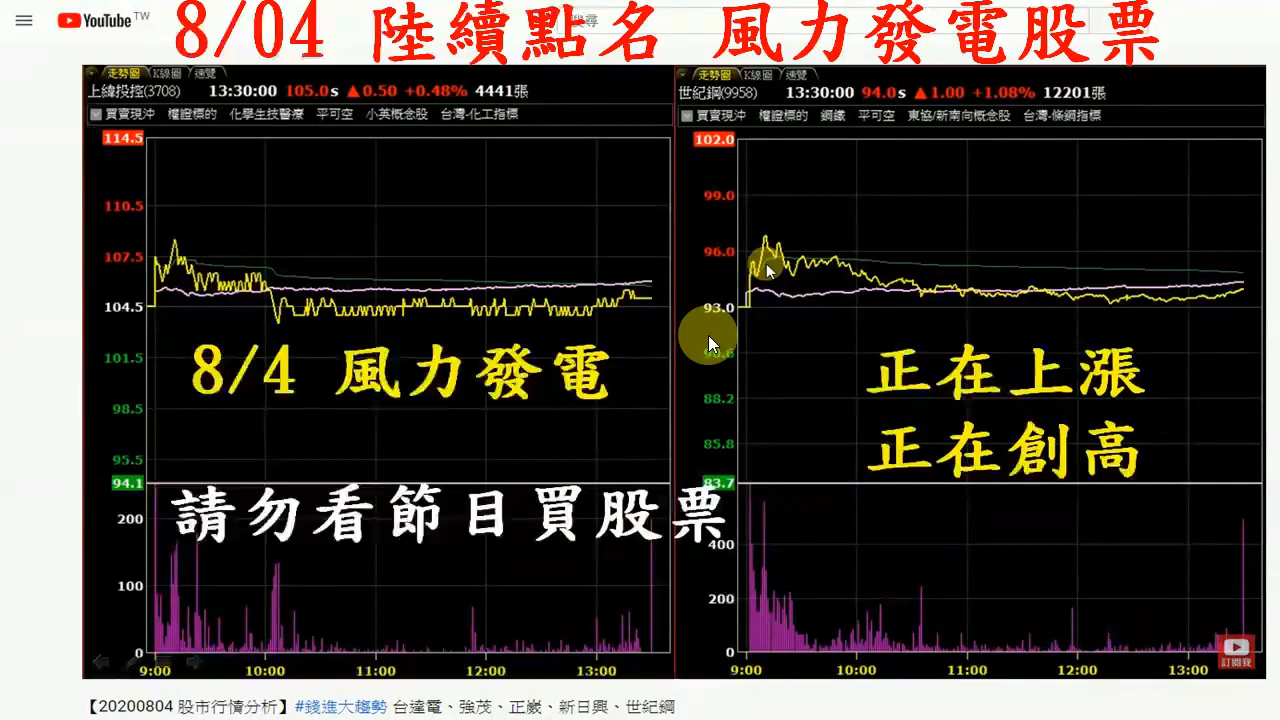 YouTube TW
8/04 陸續點名 風力發電股票
走勢圖 K線圖 速覽
上緯投控(3708) 13:30:00 105.0s ▲0.50 +0.48% 4441張
買賣現沖 權證標的 化學生技醫療 平可空 小英概念股 台灣-化工指標
114.5
110.5
107.5
104.5
101.5
98.5
95.5
94.1
200
100
0
9:00 10:00 11:00 12:00 13:00
8/4 風力發電
請勿看節目買股票
走勢圖 K線圖 速覽
世紀鋼(9958) 13:30:00 94.0s ▲1.00 +1.08% 12201張
買賣現沖 權證標的 鋼鐵 平可空 東協/新南向概念股 台灣-條鋼指標
102.0
99.0
96.0
93.0
88.2
85.8
83.7
400
200
0
9:00 10:00 11:00 12:00 13:00
正在上漲
正在創高
訂閱我
【20200804 股市行情分析】#錢進大趨勢 台達電、強茂、正崴、新日興、世紀鋼